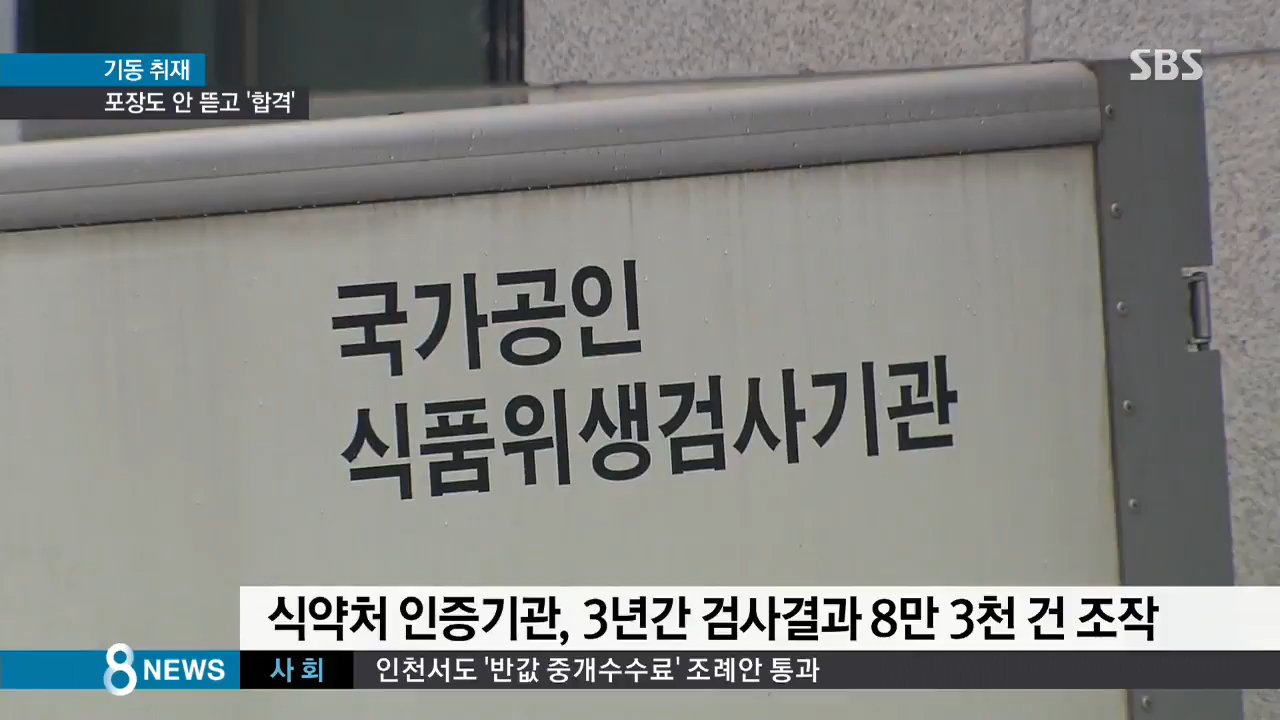 기동 취재
포장도 안 뜯고 '합격'
SBS
국가공인
식품위생검사기관
식약처 인증기관, 3년간 검사결과 8만 3천 건 조작
8 NEWS
사회
인천서도 '반값 중개수수료' 조례안 통과